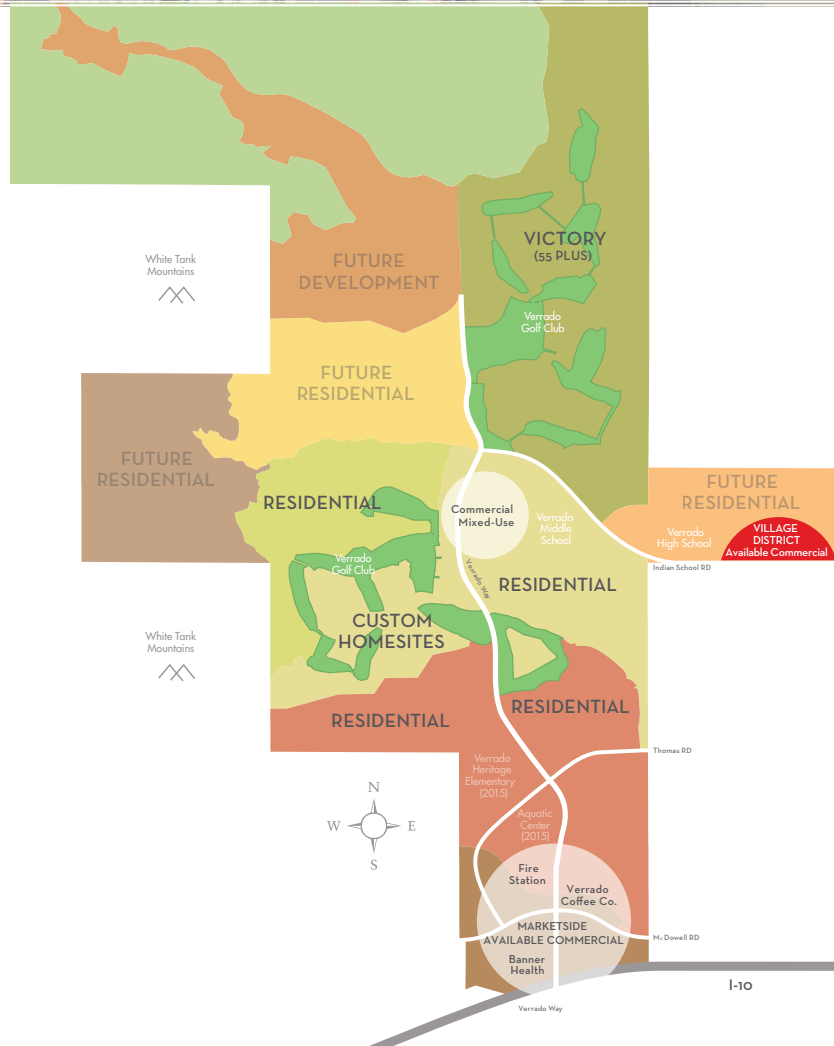 VICTORY
(55 PLUS)
White Tank
Mountains
FUTURE
DEVELOPMENT
Verrado
Golf Club
FUTURE
RESIDENTIAL
FUTURE
RESIDENTIAL
FUTURE
RESIDENTIAL
RESIDENTIAL
Commercial
Mixed-Use
Verrado
Middle
School
Verrado
High School
VILLAGE
DISTRICT
Available Commercial
Indian School RD
Verrado
Golf Club
Verrado Way
RESIDENTIAL
CUSTOM
HOMESITES
White Tank
Mountains
RESIDENTIAL
RESIDENTIAL
Thomas RD
Verrado
Heritage
Elementary
(2015)
N
W
E
S
Aquatic
Center
(2015)
Fire
Station
Verrado
Coffee Co.
MARKETSIDE
AVAILABLE COMMERCIAL
Mc Dowell RD
Banner
Health
I-10
Verrado Way